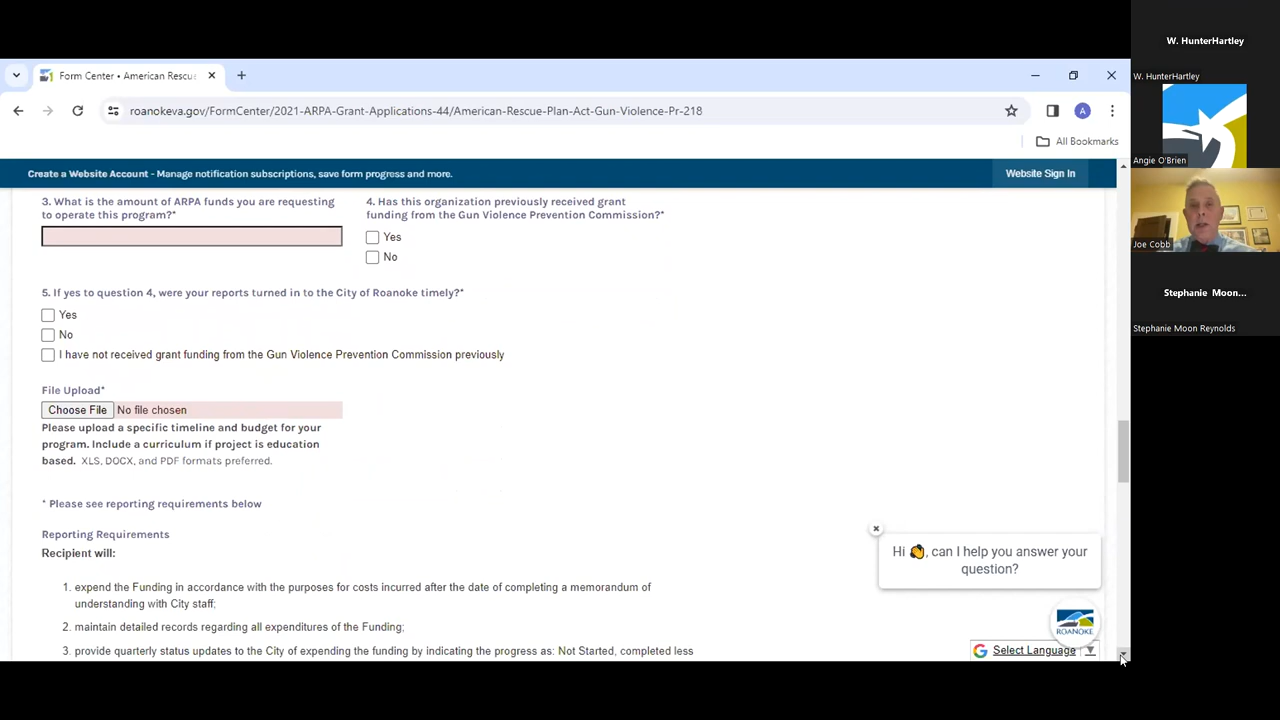 Form Center • American Rescu
roanokeva.gov/FormCenter/2021-ARPA-Grant-Applications-44/American-Rescue-Plan-Act-Gun-Violence-Pr-218
All Bookmarks
Create a Website Account - Manage notification subscriptions, save form progress and more.
Website Sign In
3. What is the amount of ARPA funds you are requesting
to operate this program?*
4. Has this organization previously received grant
funding from the Gun Violence Prevention Commission?*
Yes
No
5. If yes to question 4, were your reports turned in to the City of Roanoke timely?*
Yes
No
I have not received grant funding from the Gun Violence Prevention Commission previously
File Upload*
Choose File No file chosen
Please upload a specific timeline and budget for your
program. Include a curriculum if project is education
based. XLS, DOCX, and PDF formats preferred.
* Please see reporting requirements below
Reporting Requirements
Recipient will:
1. expend the Funding in accordance with the purposes for costs incurred after the date of completing a memorandum of
understanding with City staff;
2. maintain detailed records regarding all expenditures of the Funding;
3. provide quarterly status updates to the City of expending the funding by indicating the progress as: Not Started, completed less
Hi 👏, can I help you answer your
question?
ROANOKE
Select Language
A
W. HunterHartley
W. HunterHartley
Angie O'Brien
Joe Cobb
Stephanie Moon...
Stephanie Moon Reynolds